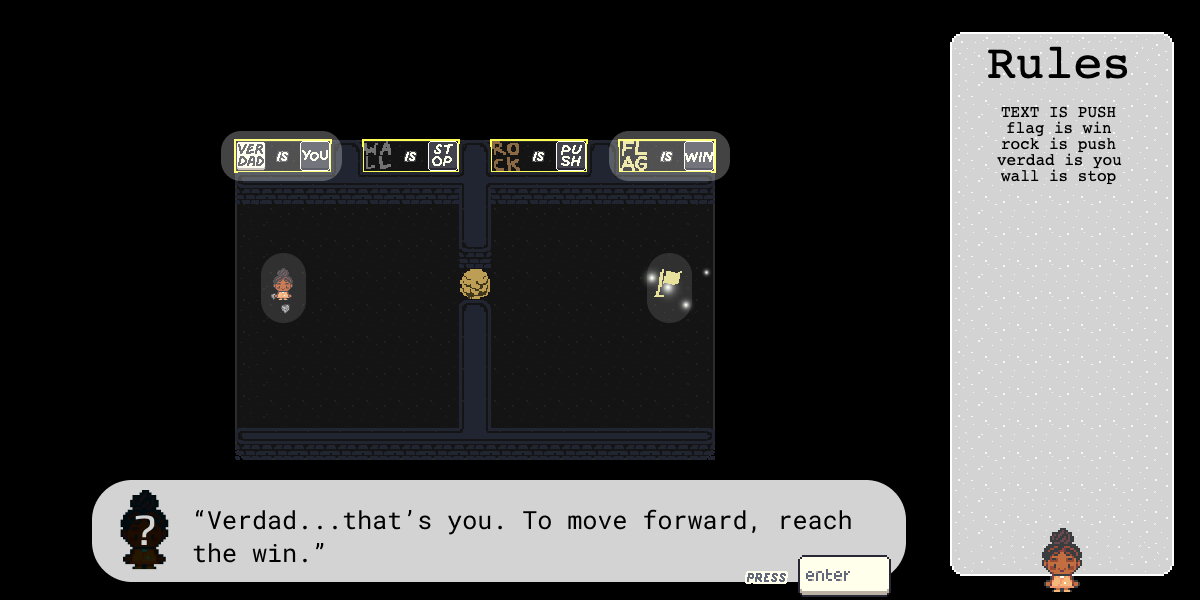 Rules
TEXT IS PUSH
flag is win
rock is push
verdad is you
wall is stop
VER DAD IS YOU
WA LL IS ST OP
RO CK IS PU SH
FL AG IS WIN
?
“Verdad...that’s you. To move forward, reach
the win.”
PRESS enter